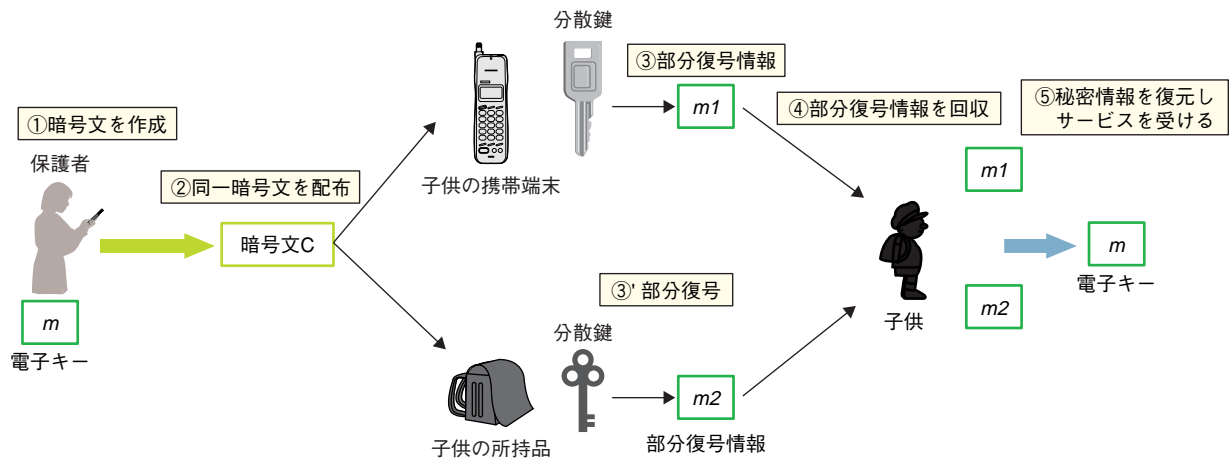 ①暗号文を作成
保護者
m
電子キー
②同一暗号文を配布
暗号文C
子供の携帯端末
分散鍵
③部分復号情報
m1
子供の所持品
③' 部分復号
分散鍵
m2
部分復号情報
④部分復号情報を回収
子供
⑤秘密情報を復元し
サービスを受ける
m1
m2
m
電子キー